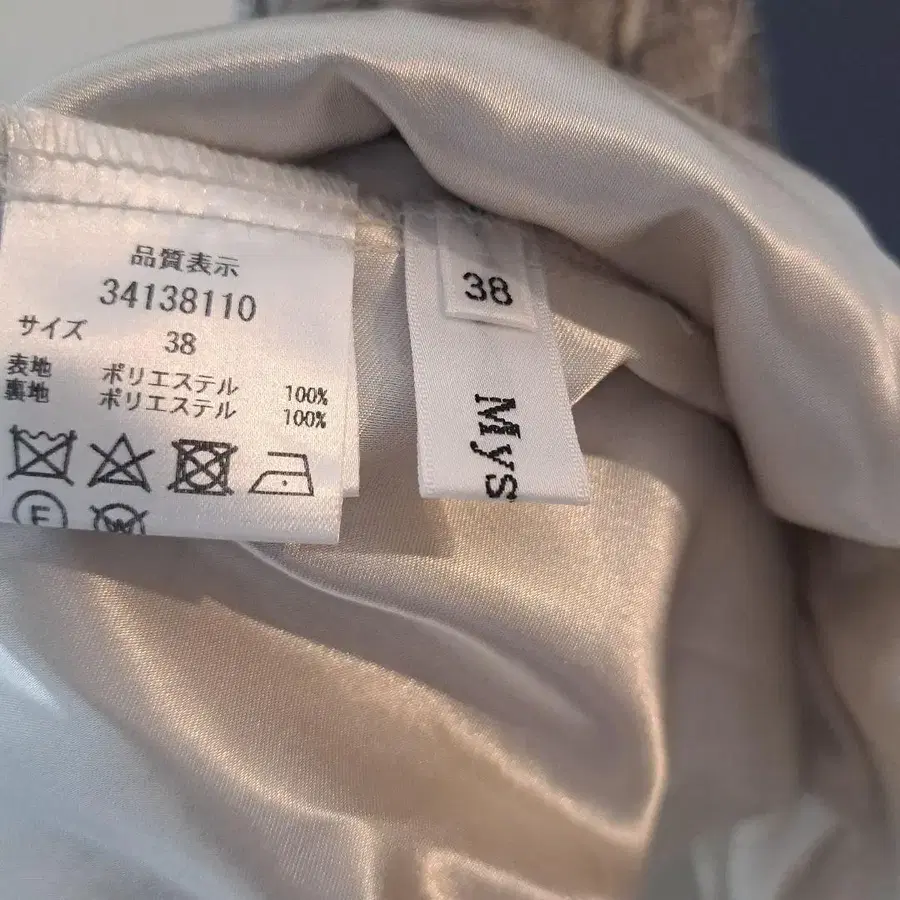 品質表示
34138110
サイズ 38
表地 ポリエステル 100%
裏地 ポリエステル 100%
F
W
38
Mys